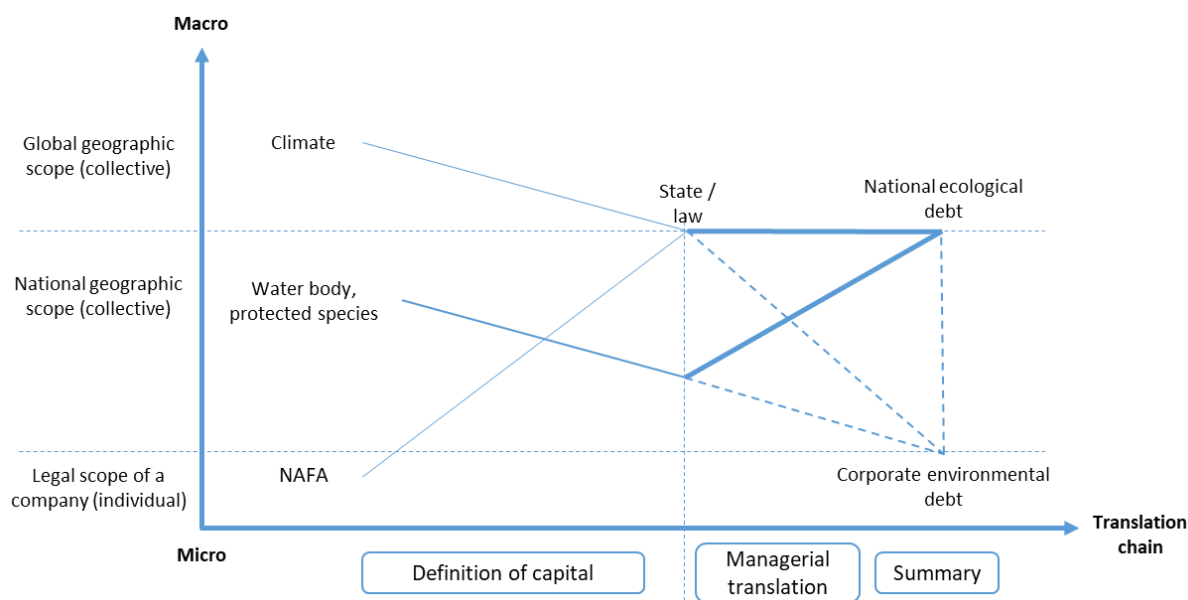 Macro
Global geographic
scope (collective)
Climate
State /
law
National ecological
debt
National geographic
scope (collective)
Water body,
protected species
Legal scope of a
company (individual)
NAFA
Corporate environmental
debt
Micro
Translation
chain
Definition of capital
Managerial
translation
Summary